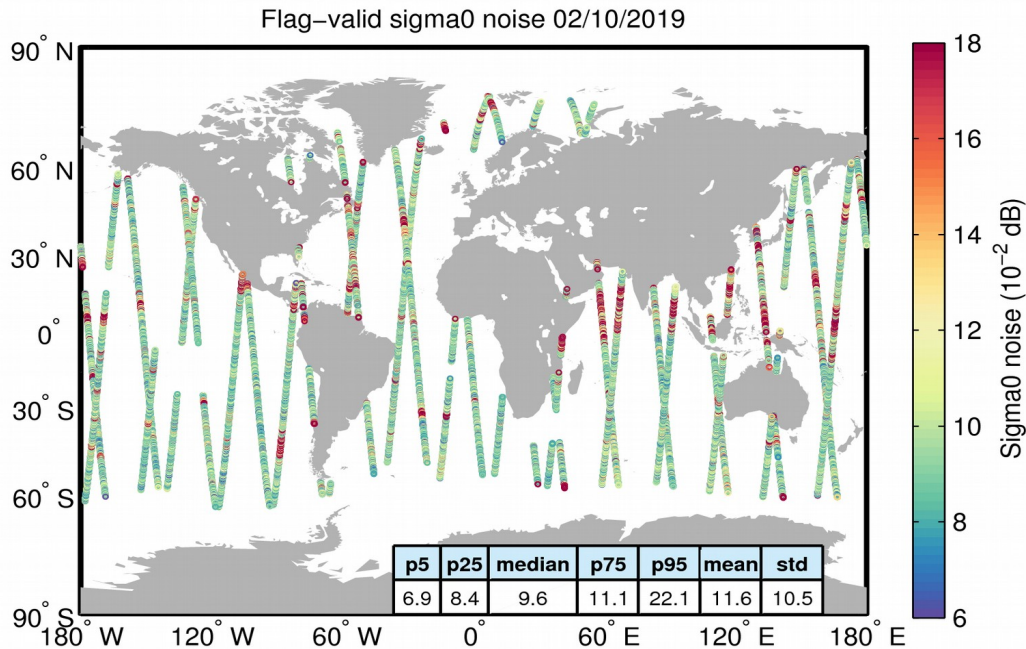 Flag−valid sigma0 noise 02/10/2019
90° N
60° N
30° N
0°
30° S
60° S
90° S
180° W
120° W
60° W
0°
60° E
120° E
180° E
p5 p25 median p75 p95 mean std
6.9 8.4 9.6 11.1 22.1 11.6 10.5
18
16
14
12
10
8
6
Sigma0 noise (10⁻² dB)